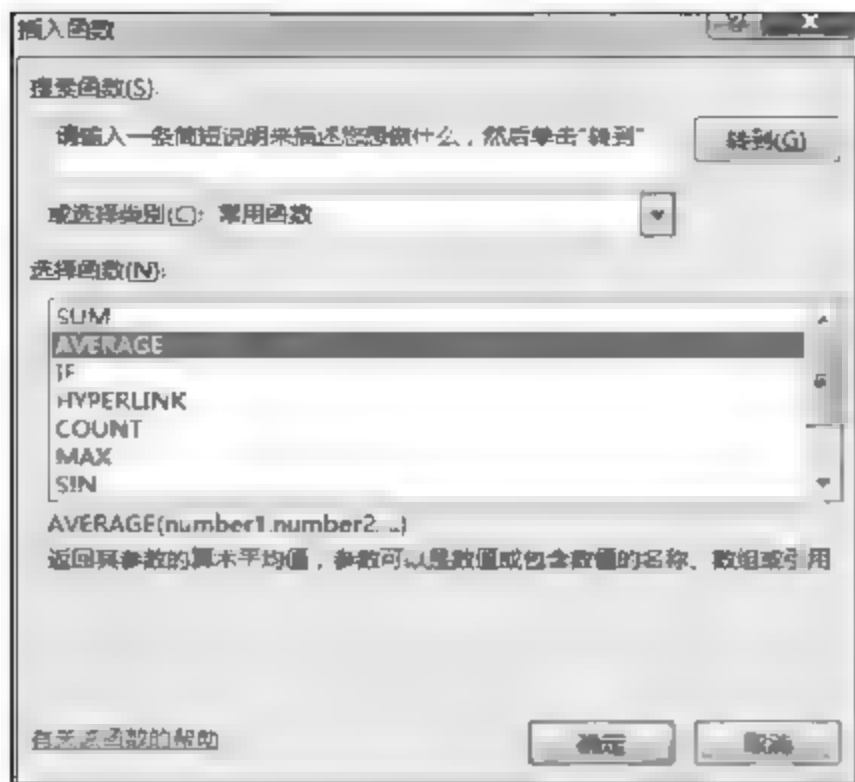 插入函数
搜索函数(S):
请输入一条简短说明来描述您想做什么，然后单击“转到”
转到(G)
或选择类别(C): 常用函数
选择函数(N):
SUM
AVERAGE
IF
HYPERLINK
COUNT
MAX
SIN
AVERAGE(number1,number2,...)
返回其参数的算术平均值，参数可以是数值或包含数值的名称、数组或引用
有关该函数的帮助
确定
取消